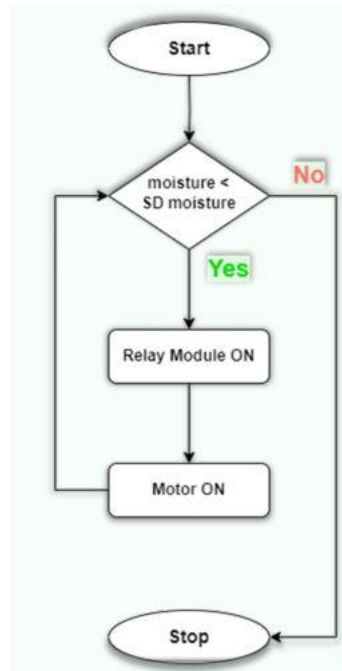 Start
moisture <
SD moisture
No
Yes
Relay Module ON
Motor ON
Stop